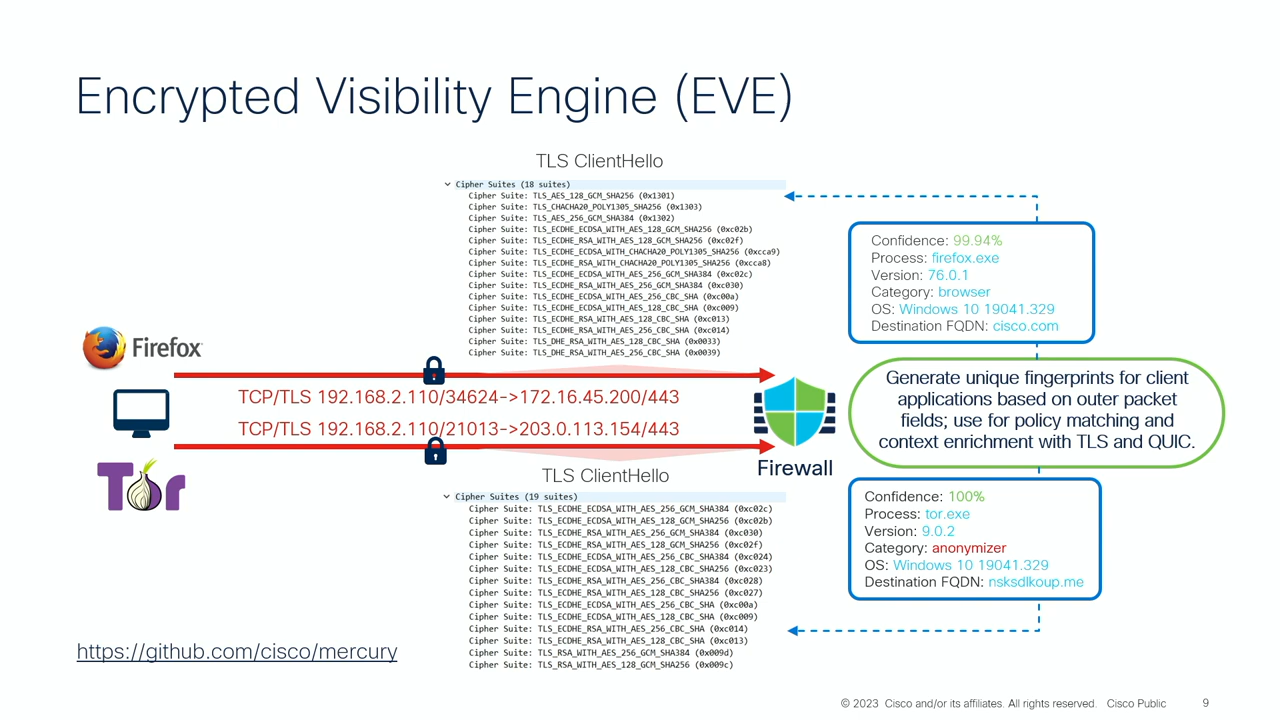 Encrypted Visibility Engine (EVE)
TLS ClientHello
Cipher Suites (18 suites)
Cipher Suite: TLS_AES_128_GCM_SHA256 (0x1301)
Cipher Suite: TLS_CHACHA20_POLY1305_SHA256 (0x1303)
Cipher Suite: TLS_AES_256_GCM_SHA384 (0x1302)
Cipher Suite: TLS_ECDHE_ECDSA_WITH_AES_128_GCM_SHA256 (0xc02b)
Cipher Suite: TLS_ECDHE_RSA_WITH_AES_128_GCM_SHA256 (0xc02f)
Cipher Suite: TLS_ECDHE_ECDSA_WITH_CHACHA20_POLY1305_SHA256 (0xcca9)
Cipher Suite: TLS_ECDHE_RSA_WITH_CHACHA20_POLY1305_SHA256 (0xcca8)
Cipher Suite: TLS_ECDHE_ECDSA_WITH_AES_256_GCM_SHA384 (0xc02c)
Cipher Suite: TLS_ECDHE_RSA_WITH_AES_256_GCM_SHA384 (0xc030)
Cipher Suite: TLS_ECDHE_ECDSA_WITH_AES_256_CBC_SHA (0xc00a)
Cipher Suite: TLS_ECDHE_ECDSA_WITH_AES_128_CBC_SHA (0xc009)
Cipher Suite: TLS_ECDHE_RSA_WITH_AES_128_CBC_SHA (0xc013)
Cipher Suite: TLS_ECDHE_RSA_WITH_AES_256_CBC_SHA (0xc014)
Cipher Suite: TLS_DHE_RSA_WITH_AES_128_CBC_SHA (0x0033)
Cipher Suite: TLS_DHE_RSA_WITH_AES_256_CBC_SHA (0x0039)
Confidence: 99.94%
Process: firefox.exe
Version: 76.0.1
Category: browser
OS: Windows 10 19041.329
Destination FQDN: cisco.com
Firefox
TCP/TLS 192.168.2.110/34624->172.16.45.200/443
TCP/TLS 192.168.2.110/21013->203.0.113.154/443
Tor
Firewall
Generate unique fingerprints for client
applications based on outer packet
fields; use for policy matching and
context enrichment with TLS and QUIC.
TLS ClientHello
Cipher Suites (19 suites)
Cipher Suite: TLS_ECDHE_ECDSA_WITH_AES_256_GCM_SHA384 (0xc02c)
Cipher Suite: TLS_ECDHE_ECDSA_WITH_AES_128_GCM_SHA256 (0xc02b)
Cipher Suite: TLS_ECDHE_RSA_WITH_AES_256_GCM_SHA384 (0xc030)
Cipher Suite: TLS_ECDHE_RSA_WITH_AES_128_GCM_SHA256 (0xc02f)
Cipher Suite: TLS_ECDHE_ECDSA_WITH_AES_256_CBC_SHA384 (0xc024)
Cipher Suite: TLS_ECDHE_ECDSA_WITH_AES_128_CBC_SHA256 (0xc023)
Cipher Suite: TLS_ECDHE_RSA_WITH_AES_256_CBC_SHA384 (0xc028)
Cipher Suite: TLS_ECDHE_RSA_WITH_AES_128_CBC_SHA256 (0xc027)
Cipher Suite: TLS_ECDHE_ECDSA_WITH_AES_256_CBC_SHA (0xc00a)
Cipher Suite: TLS_ECDHE_ECDSA_WITH_AES_128_CBC_SHA (0xc009)
Cipher Suite: TLS_ECDHE_RSA_WITH_AES_256_CBC_SHA (0xc014)
Cipher Suite: TLS_ECDHE_RSA_WITH_AES_128_CBC_SHA (0xc013)
Cipher Suite: TLS_RSA_WITH_AES_256_GCM_SHA384 (0x009d)
Cipher Suite: TLS_RSA_WITH_AES_128_GCM_SHA256 (0x009c)
Confidence: 100%
Process: tor.exe
Version: 9.0.2
Category: anonymizer
OS: Windows 10 19041.329
Destination FQDN: nsksdlkoup.me
https://github.com/cisco/mercury
© 2023 Cisco and/or its affiliates. All rights reserved. Cisco Public
9